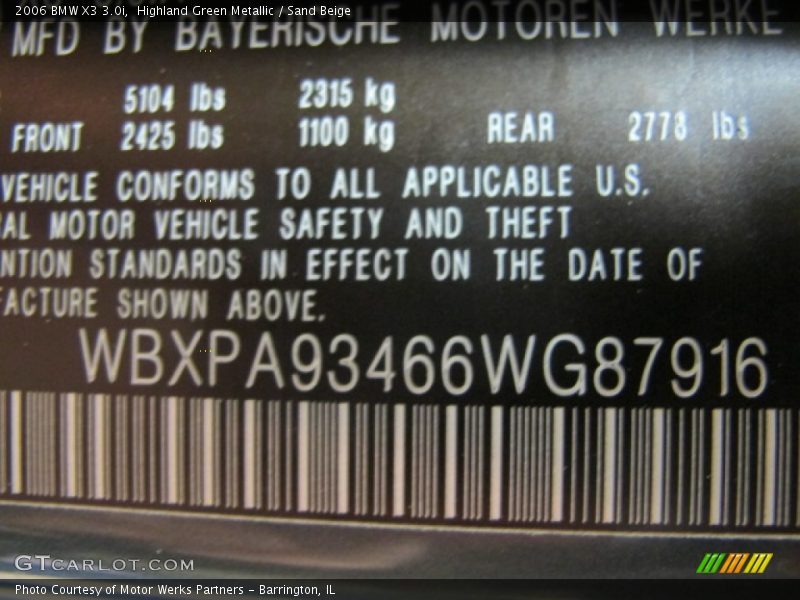 2006 BMW X3 3.0i, Highland Green Metallic / Sand Beige
MFD BY BAYERISCHE MOTOREN WERKE
5104 lbs 2315 kg
FRONT 2425 lbs 1100 kg REAR 2778 lbs
VEHICLE CONFORMS TO ALL APPLICABLE U.S.
AL MOTOR VEHICLE SAFETY AND THEFT
NTION STANDARDS IN EFFECT ON THE DATE OF
FACTURE SHOWN ABOVE.
WBXPA93466WG87916
GTCARLOT.COM
Photo Courtesy of Motor Werks Partners - Barrington, IL